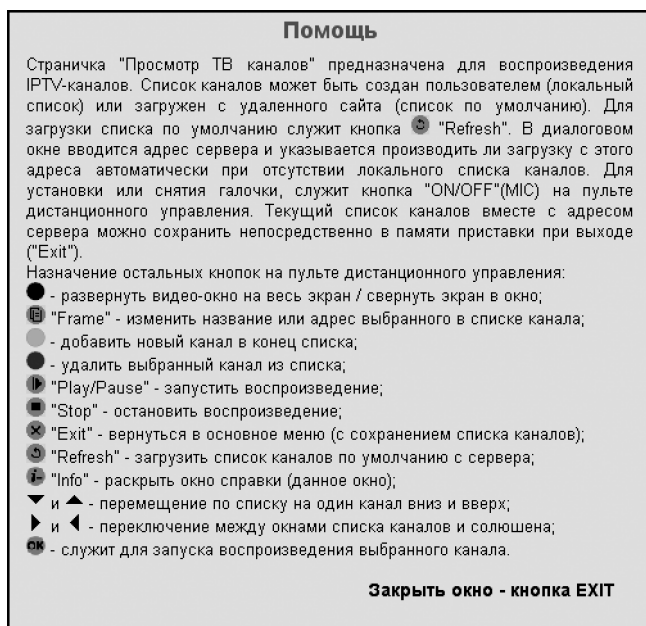 Помощь
Страничка "Просмотр ТВ каналов" предназначена для воспроизведения
IPTV-каналов. Список каналов может быть создан пользователем (локальный
список) или загружен с удаленного сайта (список по умолчанию). Для
загрузки списка по умолчанию служит кнопка "Refresh". В диалоговом
окне вводится адрес сервера и указывается производить ли загрузку с этого
адреса автоматически при отсутствии локального списка каналов. Для
установки или снятия галочки, служит кнопка "ON/OFF"(MIC) на пульте
дистанционного управления. Текущий список каналов вместе с адресом
сервера можно сохранить непосредственно в памяти приставки при выходе
("Exit").
Назначение остальных кнопок на пульте дистанционного управления:
- развернуть видео-окно на весь экран / свернуть экран в окно;
"Frame" - изменить название или адрес выбранного в списке канала;
- добавить новый канал в конец списка;
- удалить выбранный канал из списка;
"Play/Pause" - запустить воспроизведение;
"Stop" - остановить воспроизведение;
"Exit" - вернуться в основное меню (с сохранением списка каналов);
"Refresh" - загрузить список каналов по умолчанию с сервера;
i- "Info" - раскрыть окно справки (данное окно);
и - перемещение по списку на один канал вниз и вверх;
и - переключение между окнами списка каналов и солюшена;
OK - служит для запуска воспроизведения выбранного канала.
Закрыть окно - кнопка EXIT